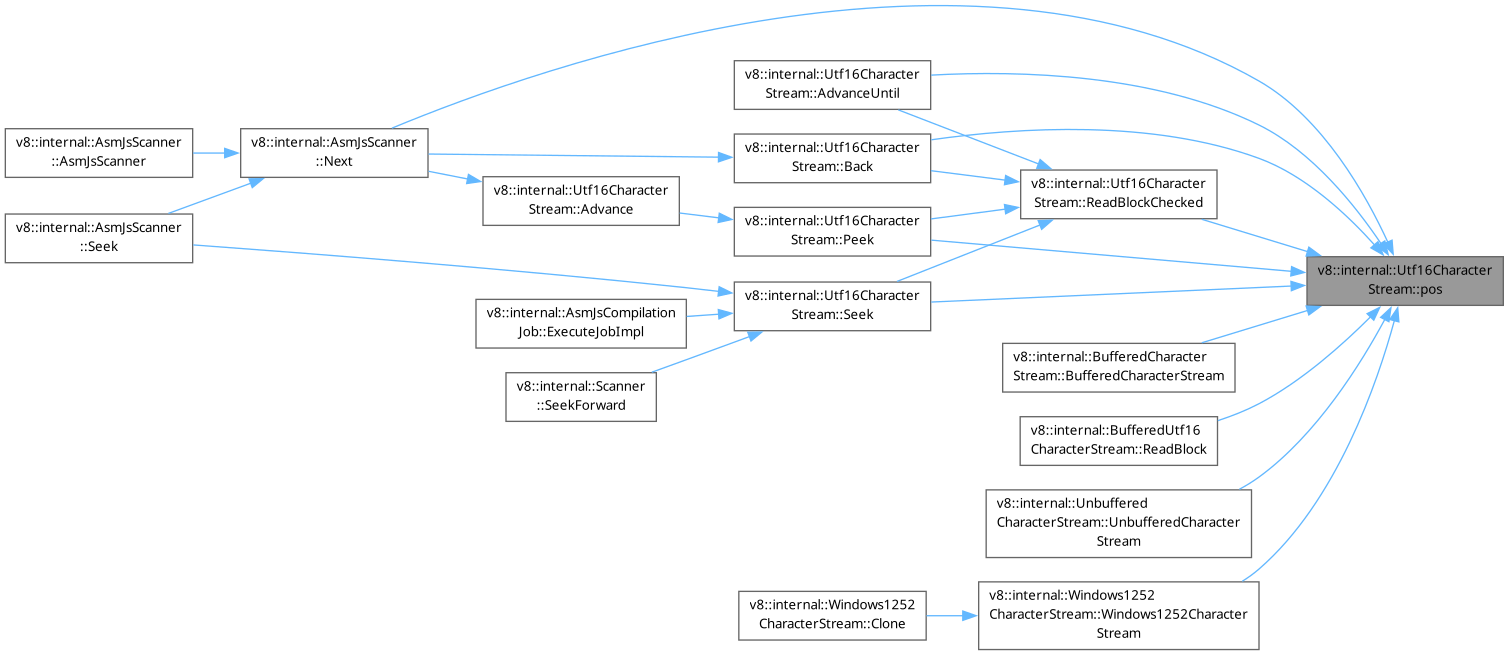 v8::internal::AsmJsScanner
::AsmJsScanner
v8::internal::AsmJsScanner
::Seek
v8::internal::AsmJsScanner
::Next
v8::internal::Utf16Character
Stream::Advance
v8::internal::AsmJsCompilation
Job::ExecuteJobImpl
v8::internal::Scanner
::SeekForward
v8::internal::Utf16Character
Stream::AdvanceUntil
v8::internal::Utf16Character
Stream::Back
v8::internal::Utf16Character
Stream::Peek
v8::internal::Utf16Character
Stream::Seek
v8::internal::Windows1252
CharacterStream::Clone
v8::internal::Utf16Character
Stream::ReadBlockChecked
v8::internal::BufferedCharacter
Stream::BufferedCharacterStream
v8::internal::BufferedUtf16
CharacterStream::ReadBlock
v8::internal::Unbuffered
CharacterStream::UnbufferedCharacter
Stream
v8::internal::Windows1252
CharacterStream::Windows1252Character
Stream
v8::internal::Utf16Character
Stream::pos